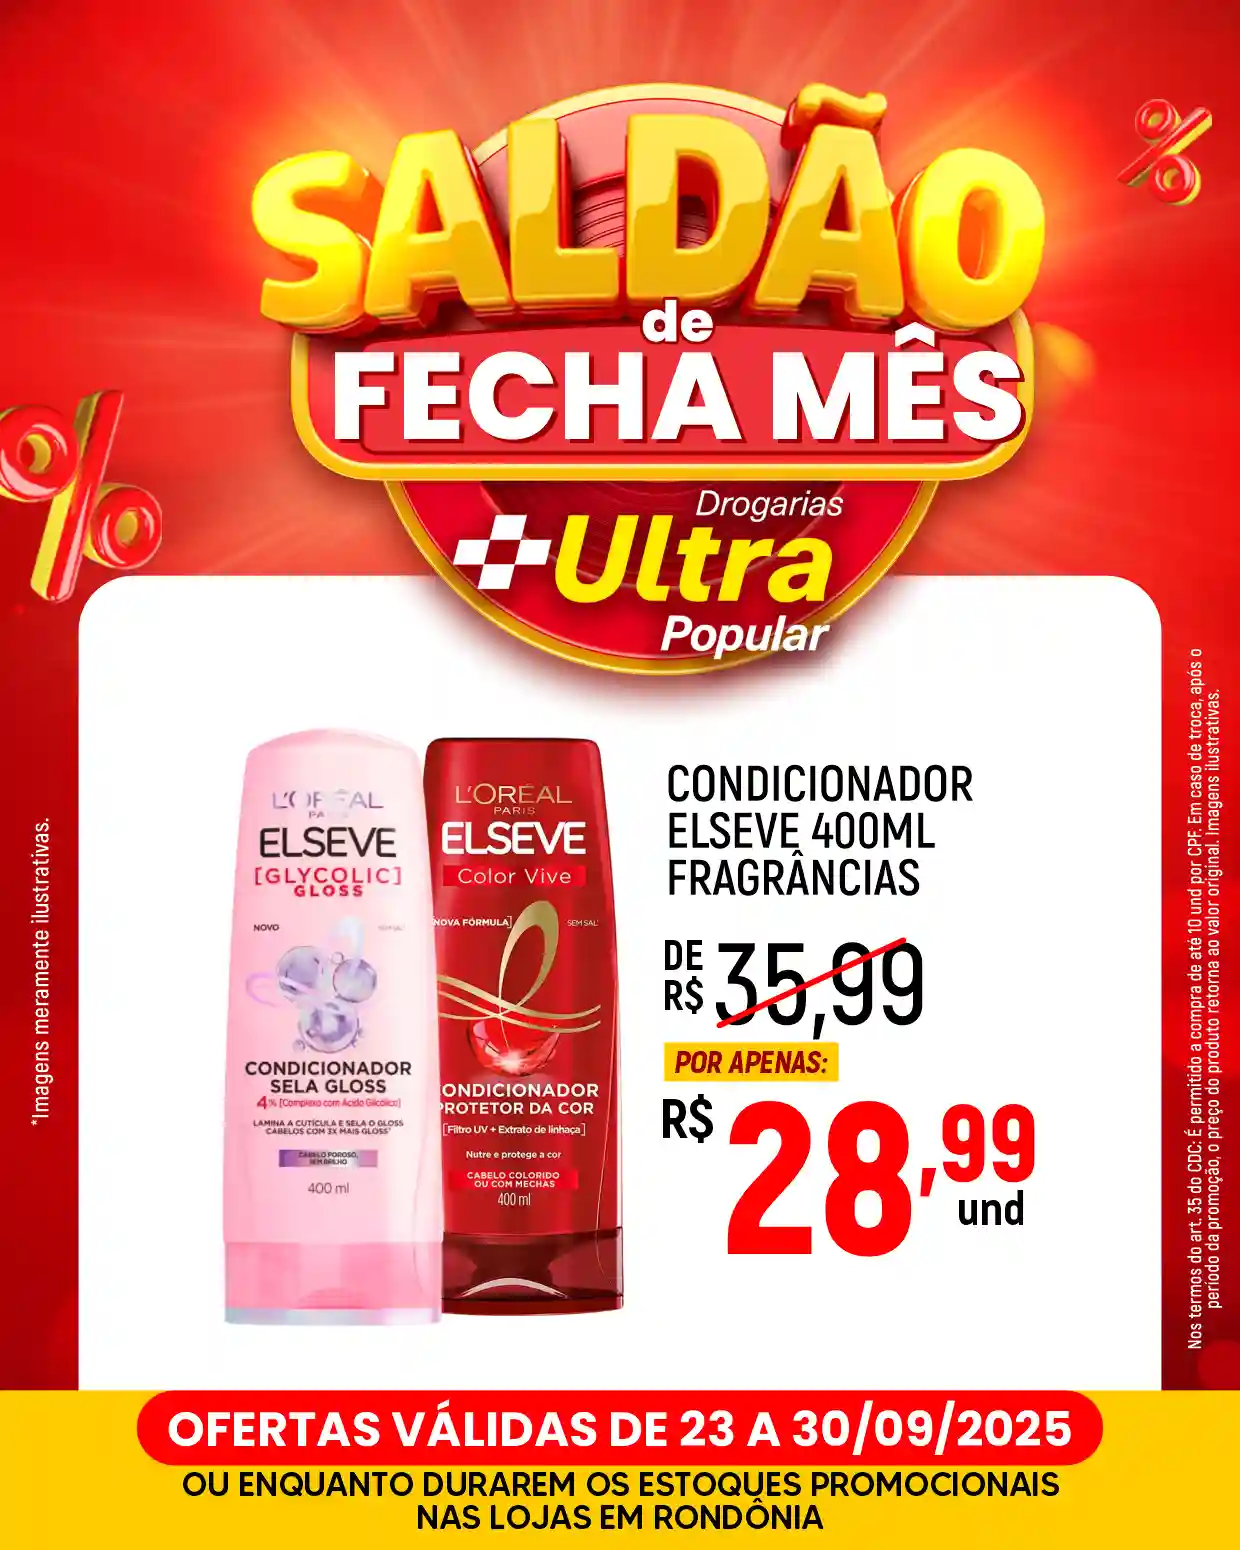 SALDÃO
de
FECHA MÊS
Drogarias
Ultra
Popular
L'ORÉAL
PARIS
ELSEVE
[GLYCOLIC]
GLOSS
NOVO
CONDICIONADOR
SELA GLOSS
4% [Complexo com Ácido Glicólico]
LAMINA A CUTÍCULA E SELA O GLOSS
CABELOS COM 3X MAIS GLOSS*
CABELO POROSO,
SEM BRILHO
400 ml
L'ORÉAL
PARIS
ELSEVE
Color Vive
NOVA FÓRMULA]
SEM SAL*
ONDICIONADOR
ROTETOR DA COR
[Filtro UV + Extrato de linhaça]
Nutre e protege a cor
CABELO COLORIDO
OU COM MECHAS
400 ml
CONDICIONADOR
ELSEVE 400ML
FRAGRÂNCIAS
DE
R$ 35,99
POR APENAS:
R$ 28,99
und
*Imagens meramente ilustrativas.
Nos termos do art. 35 do CDC: É permitido a compra de até 10 und por CPF. Em caso de troca, após o
período da promoção, o preço do produto retorna ao valor original. Imagens ilustrativas.
OFERTAS VÁLIDAS DE 23 A 30/09/2025
OU ENQUANTO DURAREM OS ESTOQUES PROMOCIONAIS
NAS LOJAS EM RONDÔNIA